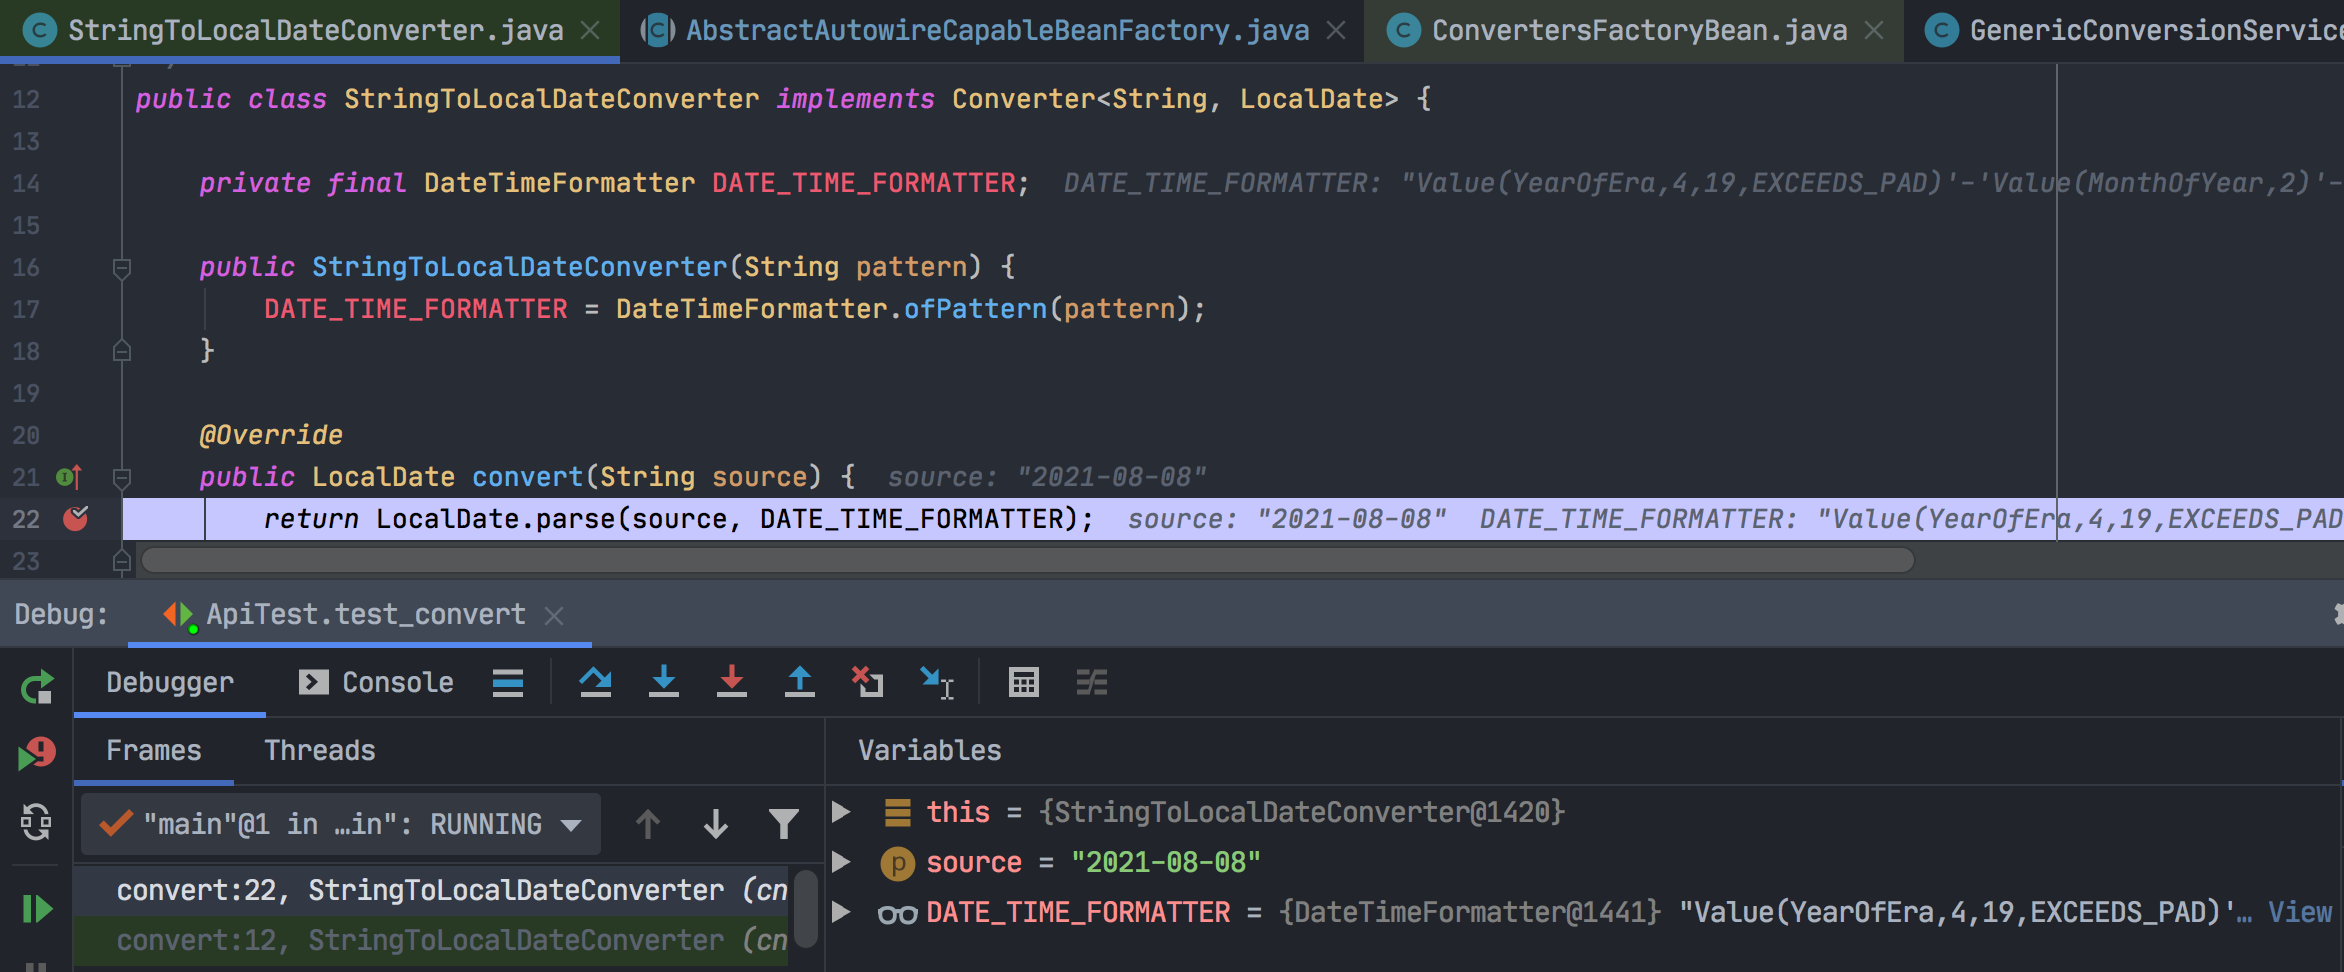 StringToLocalDateConverter.java AbstractAutowireCapableBeanFactory.java ConvertersFactoryBean.java GenericConversionService
12 public class StringToLocalDateConverter implements Converter<String, LocalDate> {
13
14 private final DateTimeFormatter DATE_TIME_FORMATTER; DATE_TIME_FORMATTER: "Value(YearOfEra,4,19,EXCEEDS_PAD)'-'Value(MonthOfYear,2)'-
15
16 public StringToLocalDateConverter(String pattern) {
17 DATE_TIME_FORMATTER = DateTimeFormatter.ofPattern(pattern);
18 }
19
20 @Override
21 public LocalDate convert(String source) { source: "2021-08-08"
22 return LocalDate.parse(source, DATE_TIME_FORMATTER); source: "2021-08-08" DATE_TIME_FORMATTER: "Value(YearOfEra,4,19,EXCEEDS_PAD
23
Debug: ApiTest.test_convert
Debugger Console
Frames Threads Variables
"main"@1 in …in": RUNNING
this = {StringToLocalDateConverter@1420}
source = "2021-08-08"
DATE_TIME_FORMATTER = {DateTimeFormatter@1441} "Value(YearOfEra,4,19,EXCEEDS_PAD)'… View
convert:22, StringToLocalDateConverter (cn
convert:12, StringToLocalDateConverter (cn